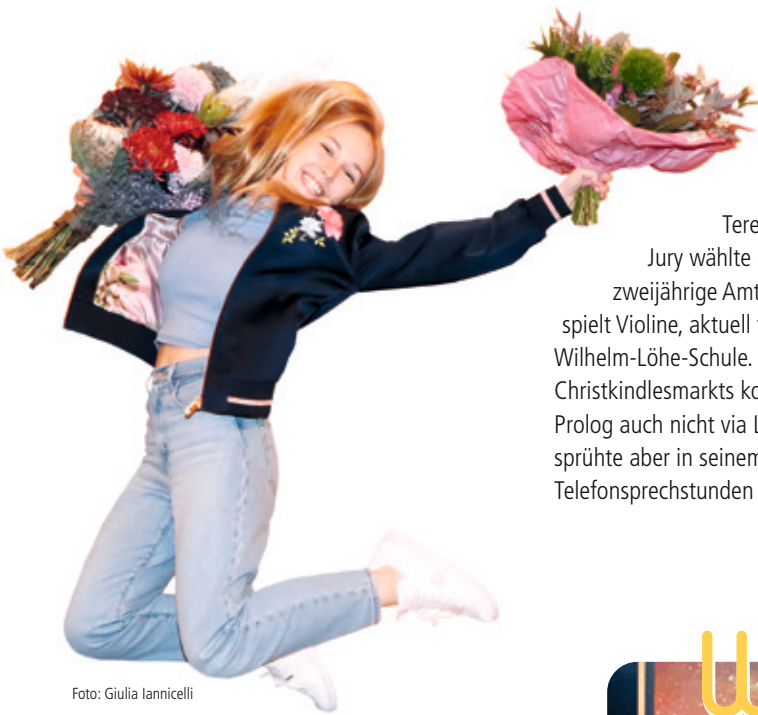 Tere
Jury wählte
zweijährige Amt
spielt Violine, aktuell
Wilhelm-Löhe-Schule.
Christkindlesmarkts ko
Prolog auch nicht via L
sprühte aber in seinem
Telefonsprechstunden
Foto: Giulia Iannicelli
W